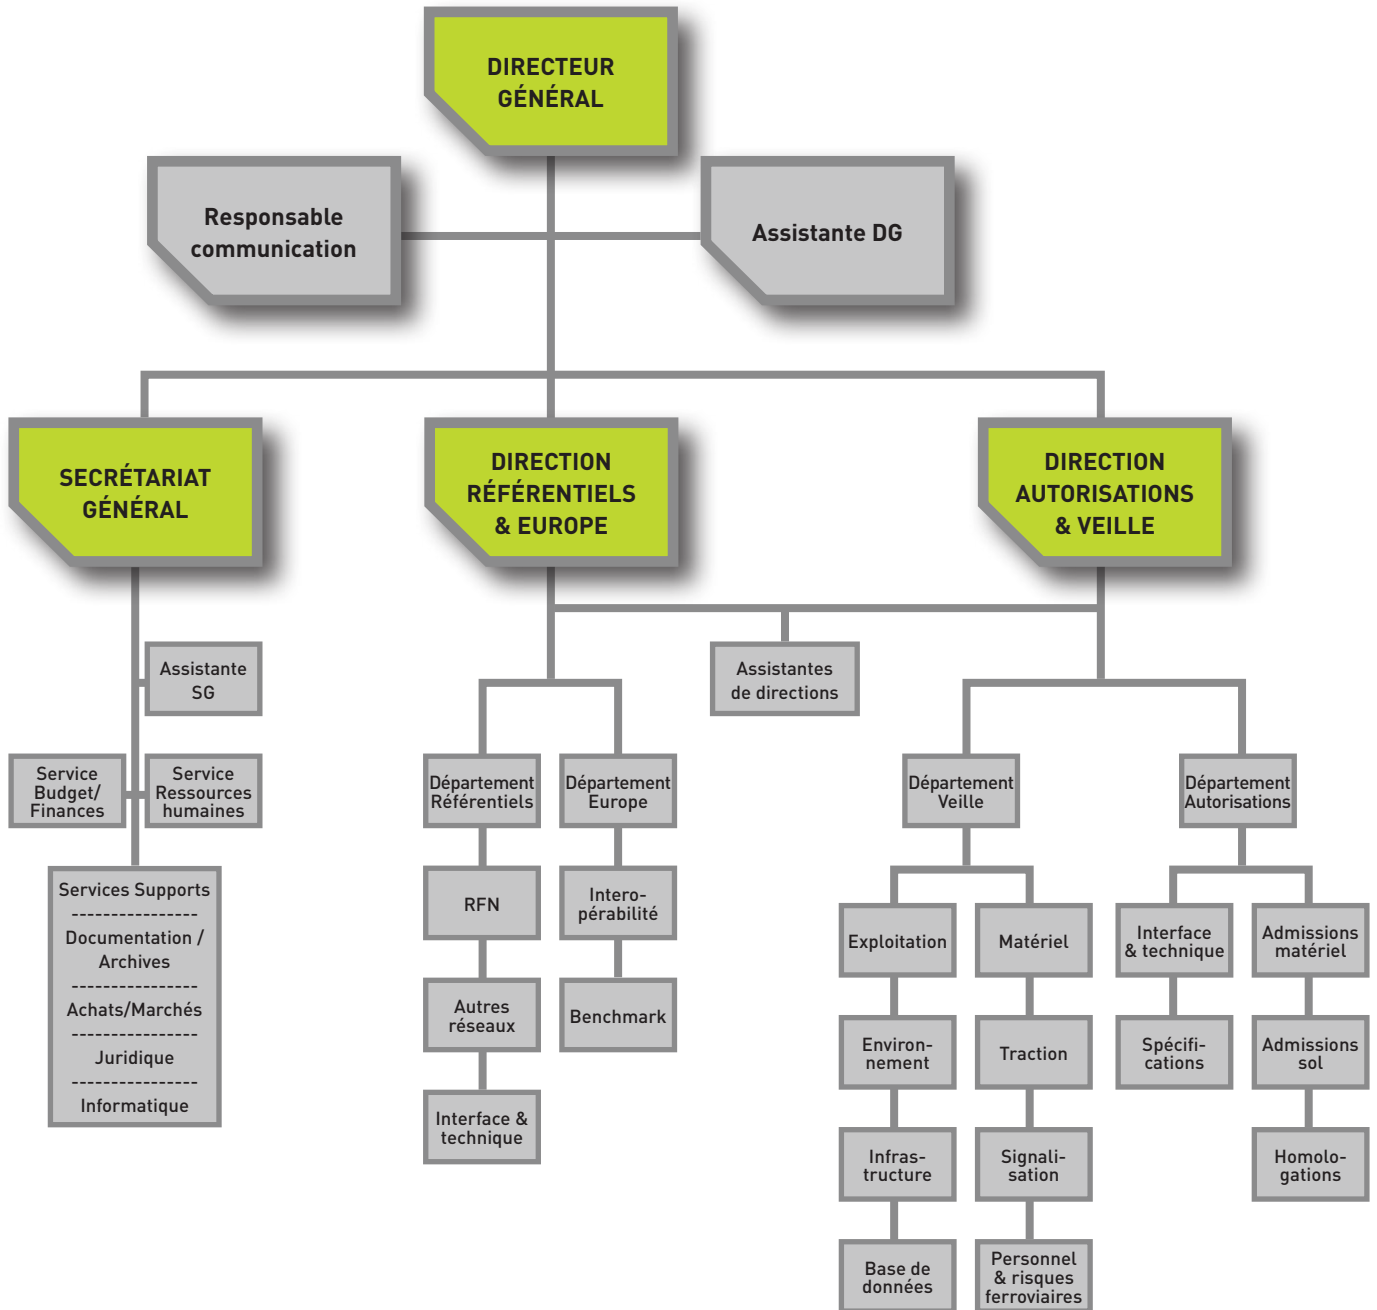 DIRECTEUR
GÉNÉRAL
Responsable
communication
Assistante DG
SECRÉTARIAT
GÉNÉRAL
DIRECTION
RÉFÉRENTIELS
& EUROPE
DIRECTION
AUTORISATIONS
& VEILLE
Assistante
SG
Assistantes
de directions
Service
Budget/
Finances
Service
Ressources
humaines
Services Supports
----------------
Documentation /
Archives
----------------
Achats/Marchés
----------------
Juridique
----------------
Informatique
Département
Référentiels
RFN
Autres
réseaux
Interface &
technique
Département
Europe
Intero-
pérabilité
Benchmark
Département
Veille
Exploitation
Environ-
nement
Infras-
tructure
Base de
données
Matériel
Traction
Signali-
sation
Personnel
& risques
ferroviaires
Département
Autorisations
Interface
& technique
Spécifi-
cations
Admissions
matériel
Admissions
sol
Homolo-
gations